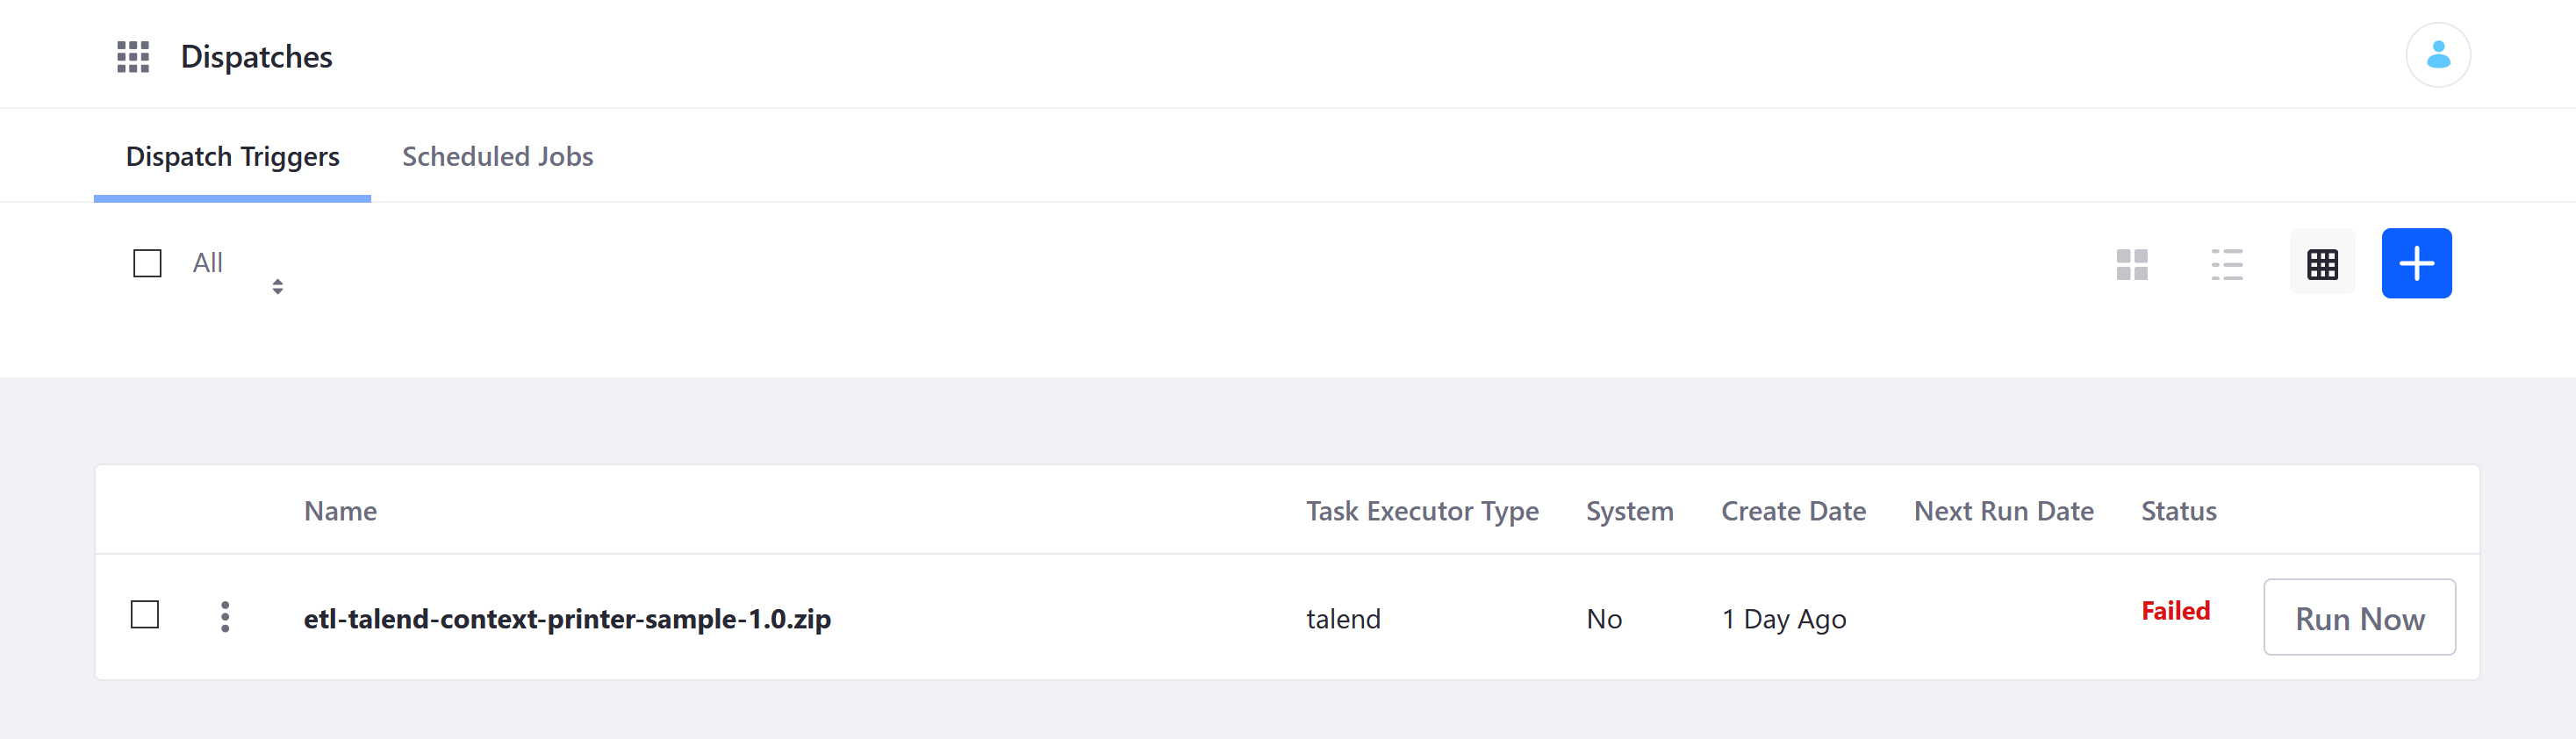 Dispatches
Dispatch Triggers Scheduled Jobs
All
Name Task Executor Type System Create Date Next Run Date Status
etl-talend-context-printer-sample-1.0.zip talend No 1 Day Ago Failed Run Now